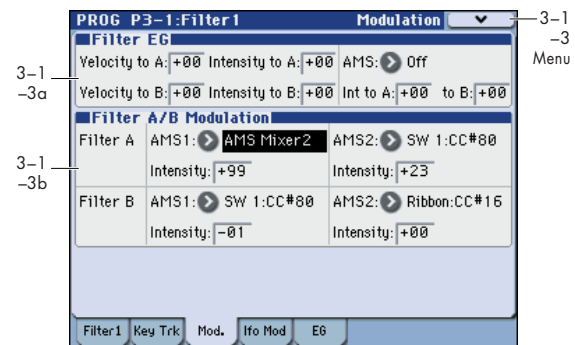 PROG P3-1:Filter1 Modulation
3-1
-3
Menu
Filter EG
Velocity to A: +00 Intensity to A: +00 AMS: Off
3-1
-3a
Velocity to B: +00 Intensity to B: +00 Int to A: +00 to B: +00
Filter A/B Modulation
Filter A AMS1: AMS Mixer2 AMS2: SW 1:CC#80
3-1
-3b
Intensity: +99 Intensity: +23
Filter B AMS1: SW 1:CC#80 AMS2: Ribbon:CC#16
Intensity: -01 Intensity: +00
Filter1 Key Trk Mod. lfo Mod EG